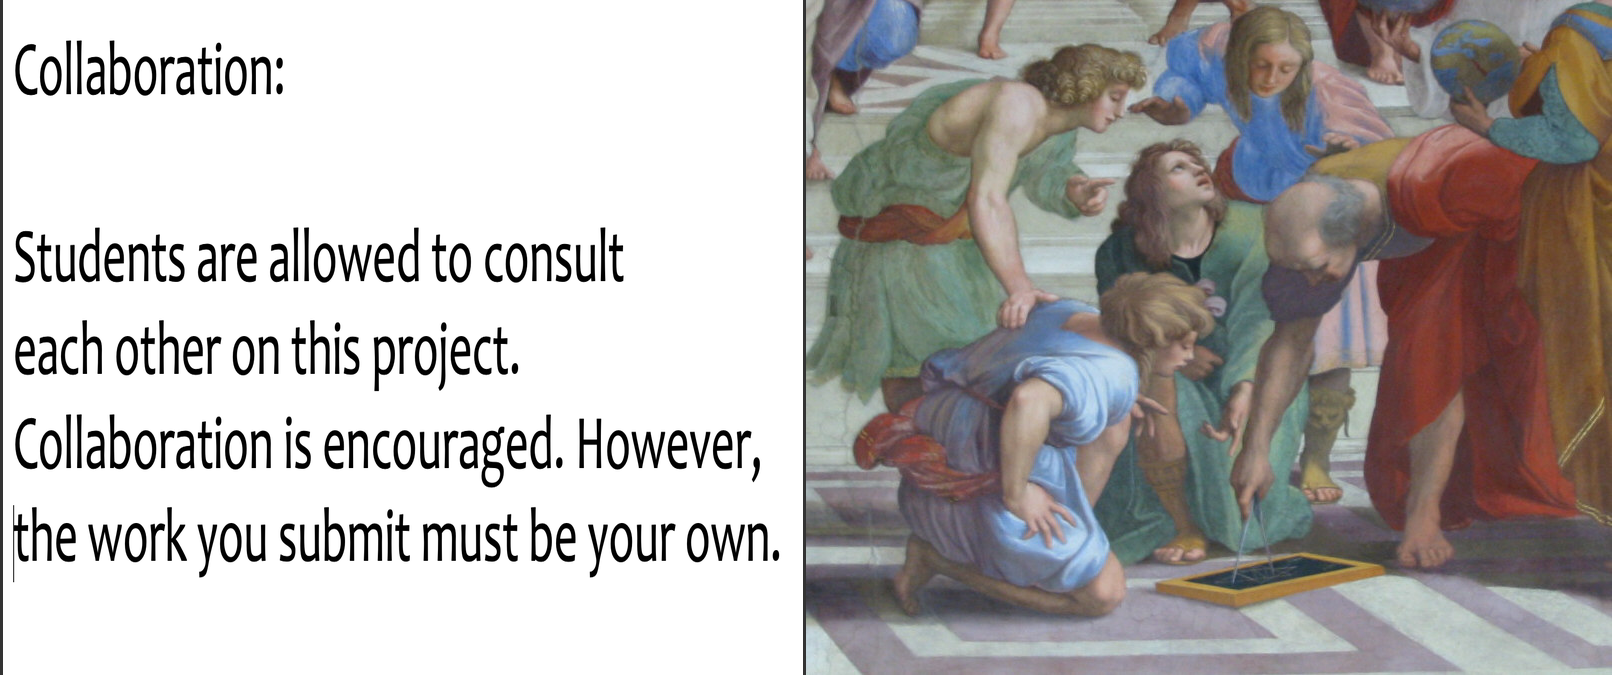 Collaboration:
Students are allowed to consult
each other on this project.
Collaboration is encouraged. However,
the work you submit must be your own.